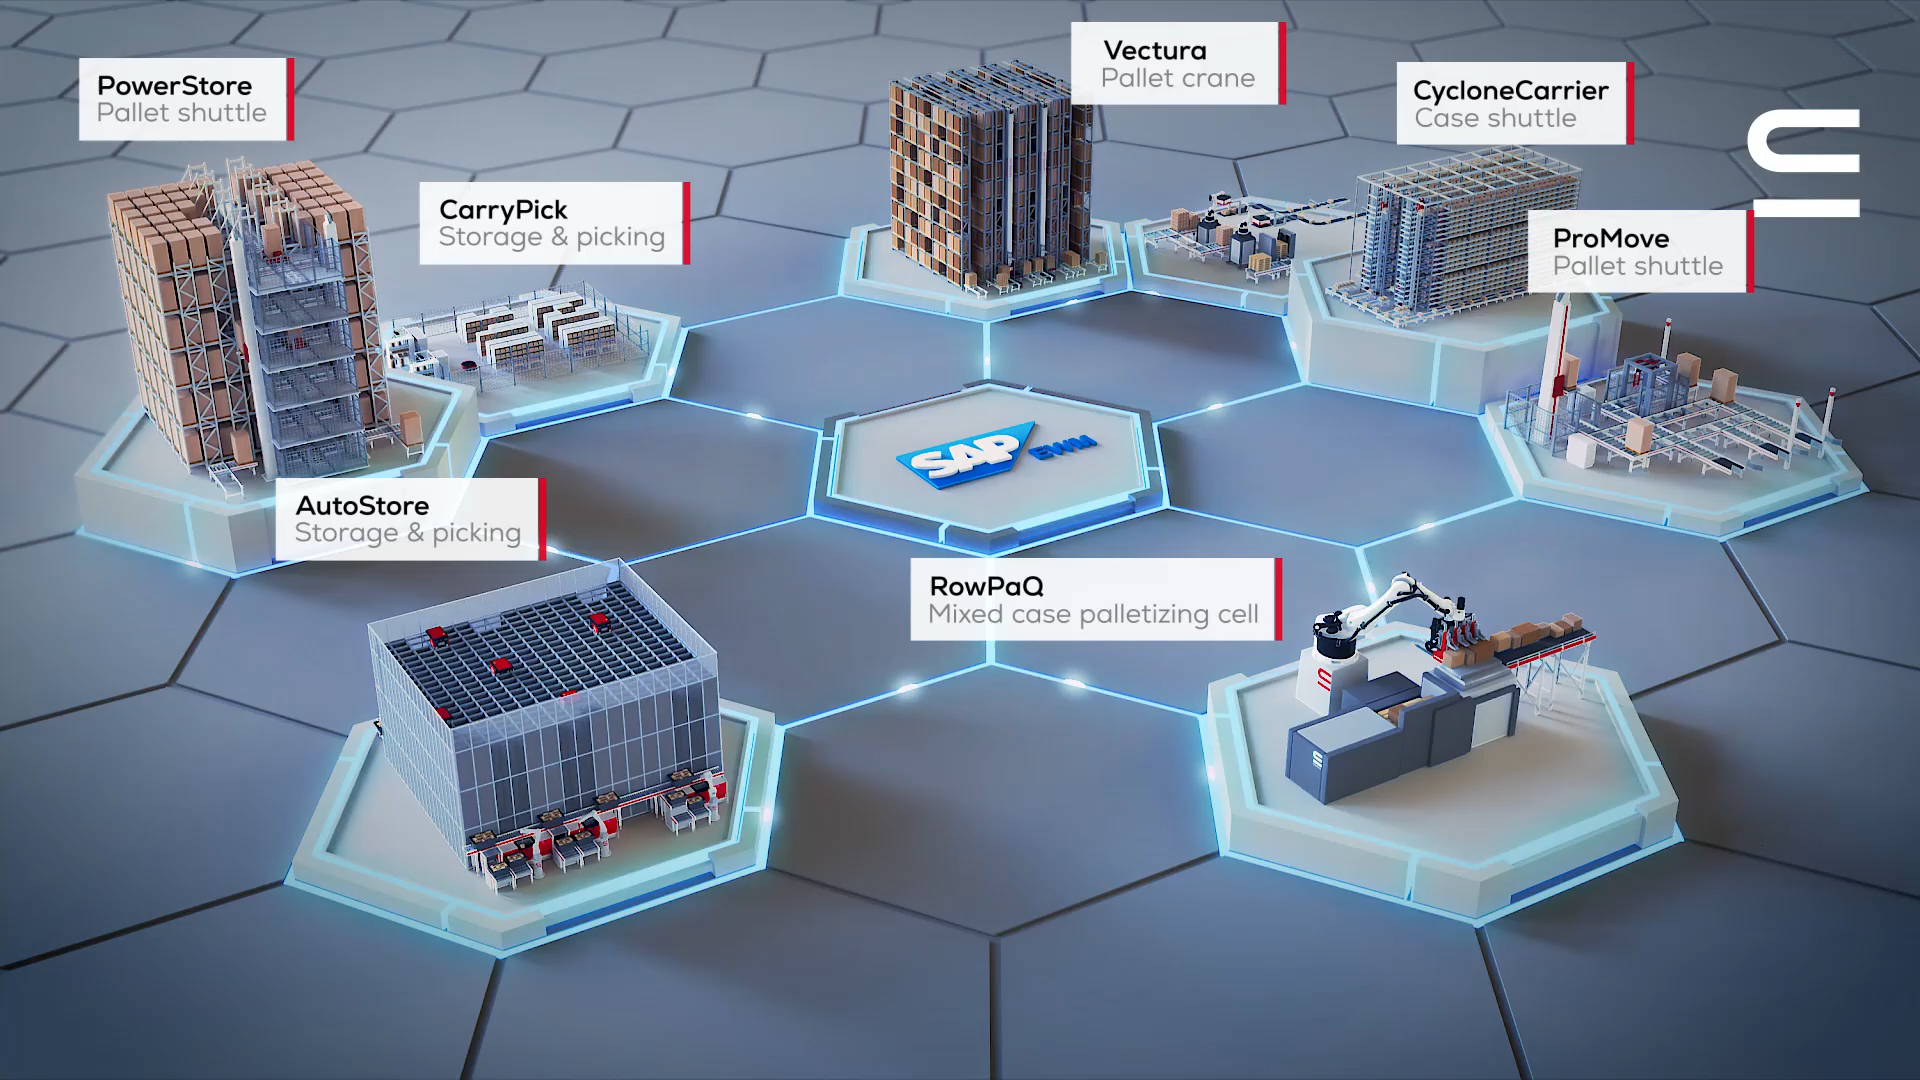 Vectura
Pallet crane
PowerStore
Pallet shuttle
CycloneCarrier
Case shuttle
CarryPick
Storage & picking
ProMove
Pallet shuttle
SAP EWM
AutoStore
Storage & picking
RowPaQ
Mixed case palletizing cell